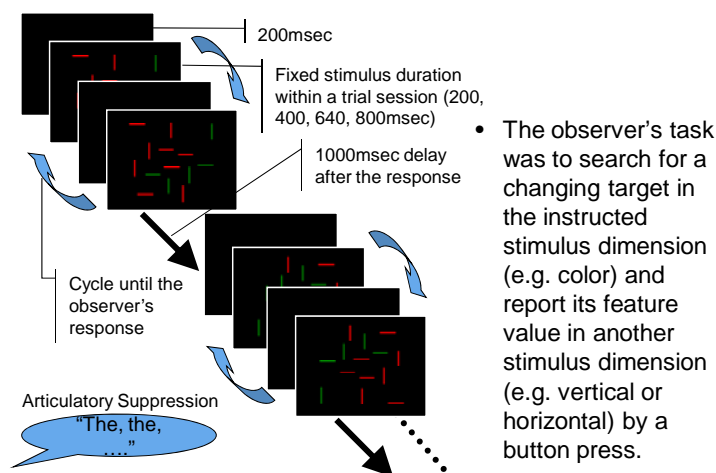 200msec
Fixed stimulus duration
within a trial session (200,
400, 640, 800msec)
1000msec delay
after the response
Cycle until the
observer's
response
Articulatory Suppression
"The, the,
…."
• The observer's task
was to search for a
changing target in
the instructed
stimulus dimension
(e.g. color) and
report its feature
value in another
stimulus dimension
(e.g. vertical or
horizontal) by a
button press.